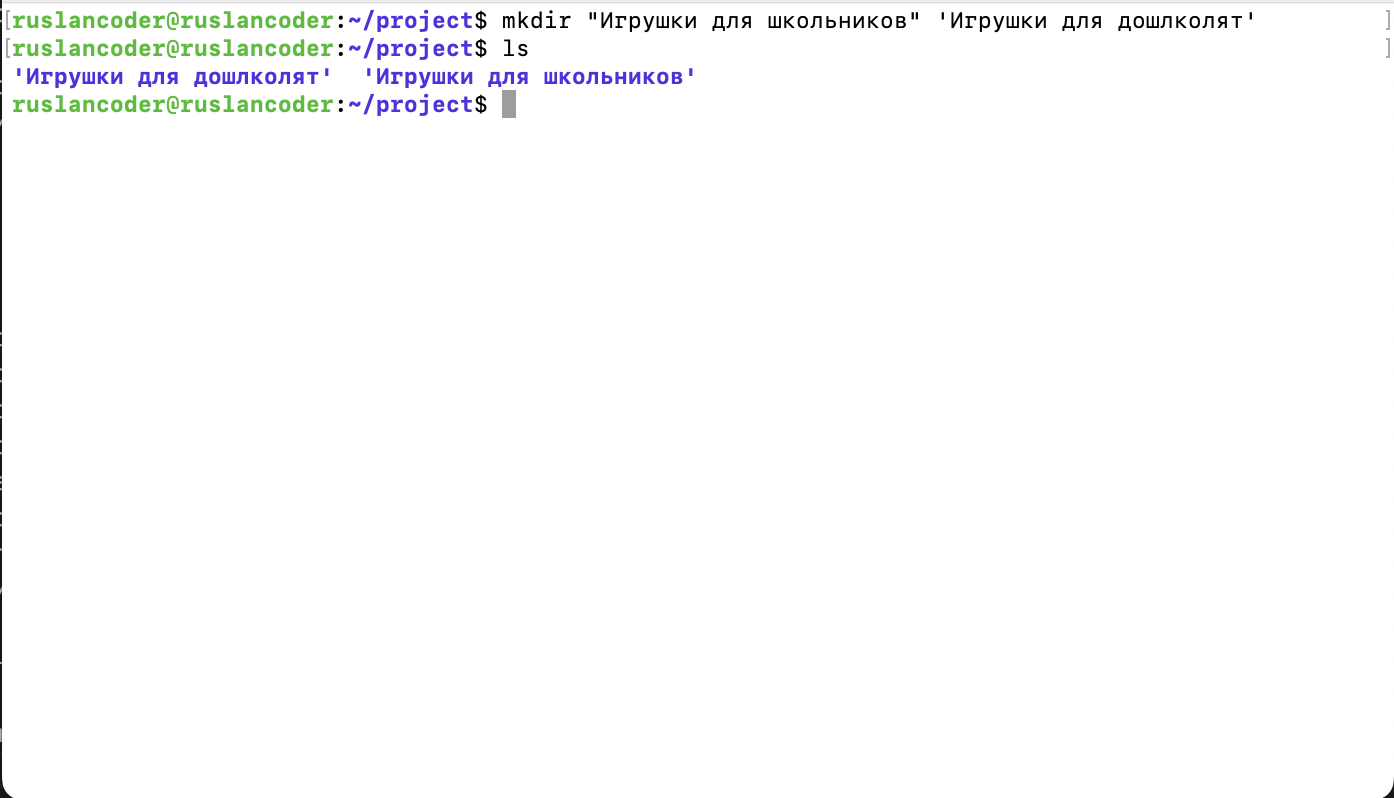 [ruslancoder@ruslancoder:~/project$ mkdir "Игрушки для школьников" 'Игрушки для дошлколят' ]
[ruslancoder@ruslancoder:~/project$ ls ]
'Игрушки для дошлколят'  'Игрушки для школьников'
ruslancoder@ruslancoder:~/project$